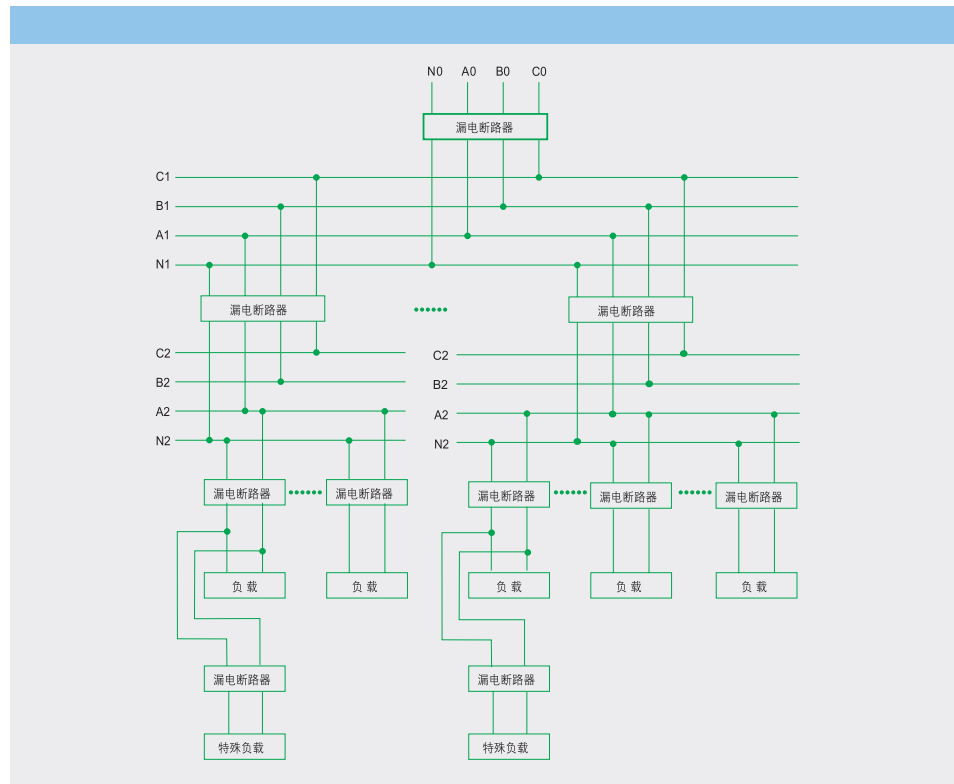 N0 A0 B0 C0
漏电断路器
C1
B1
A1
N1
漏电断路器 漏电断路器
C2 C2
B2 B2
A2 A2
N2 N2
漏电断路器 漏电断路器 漏电断路器 漏电断路器 漏电断路器
负载 负载 负载 负载 负载
漏电断路器 漏电断路器
特殊负载 特殊负载